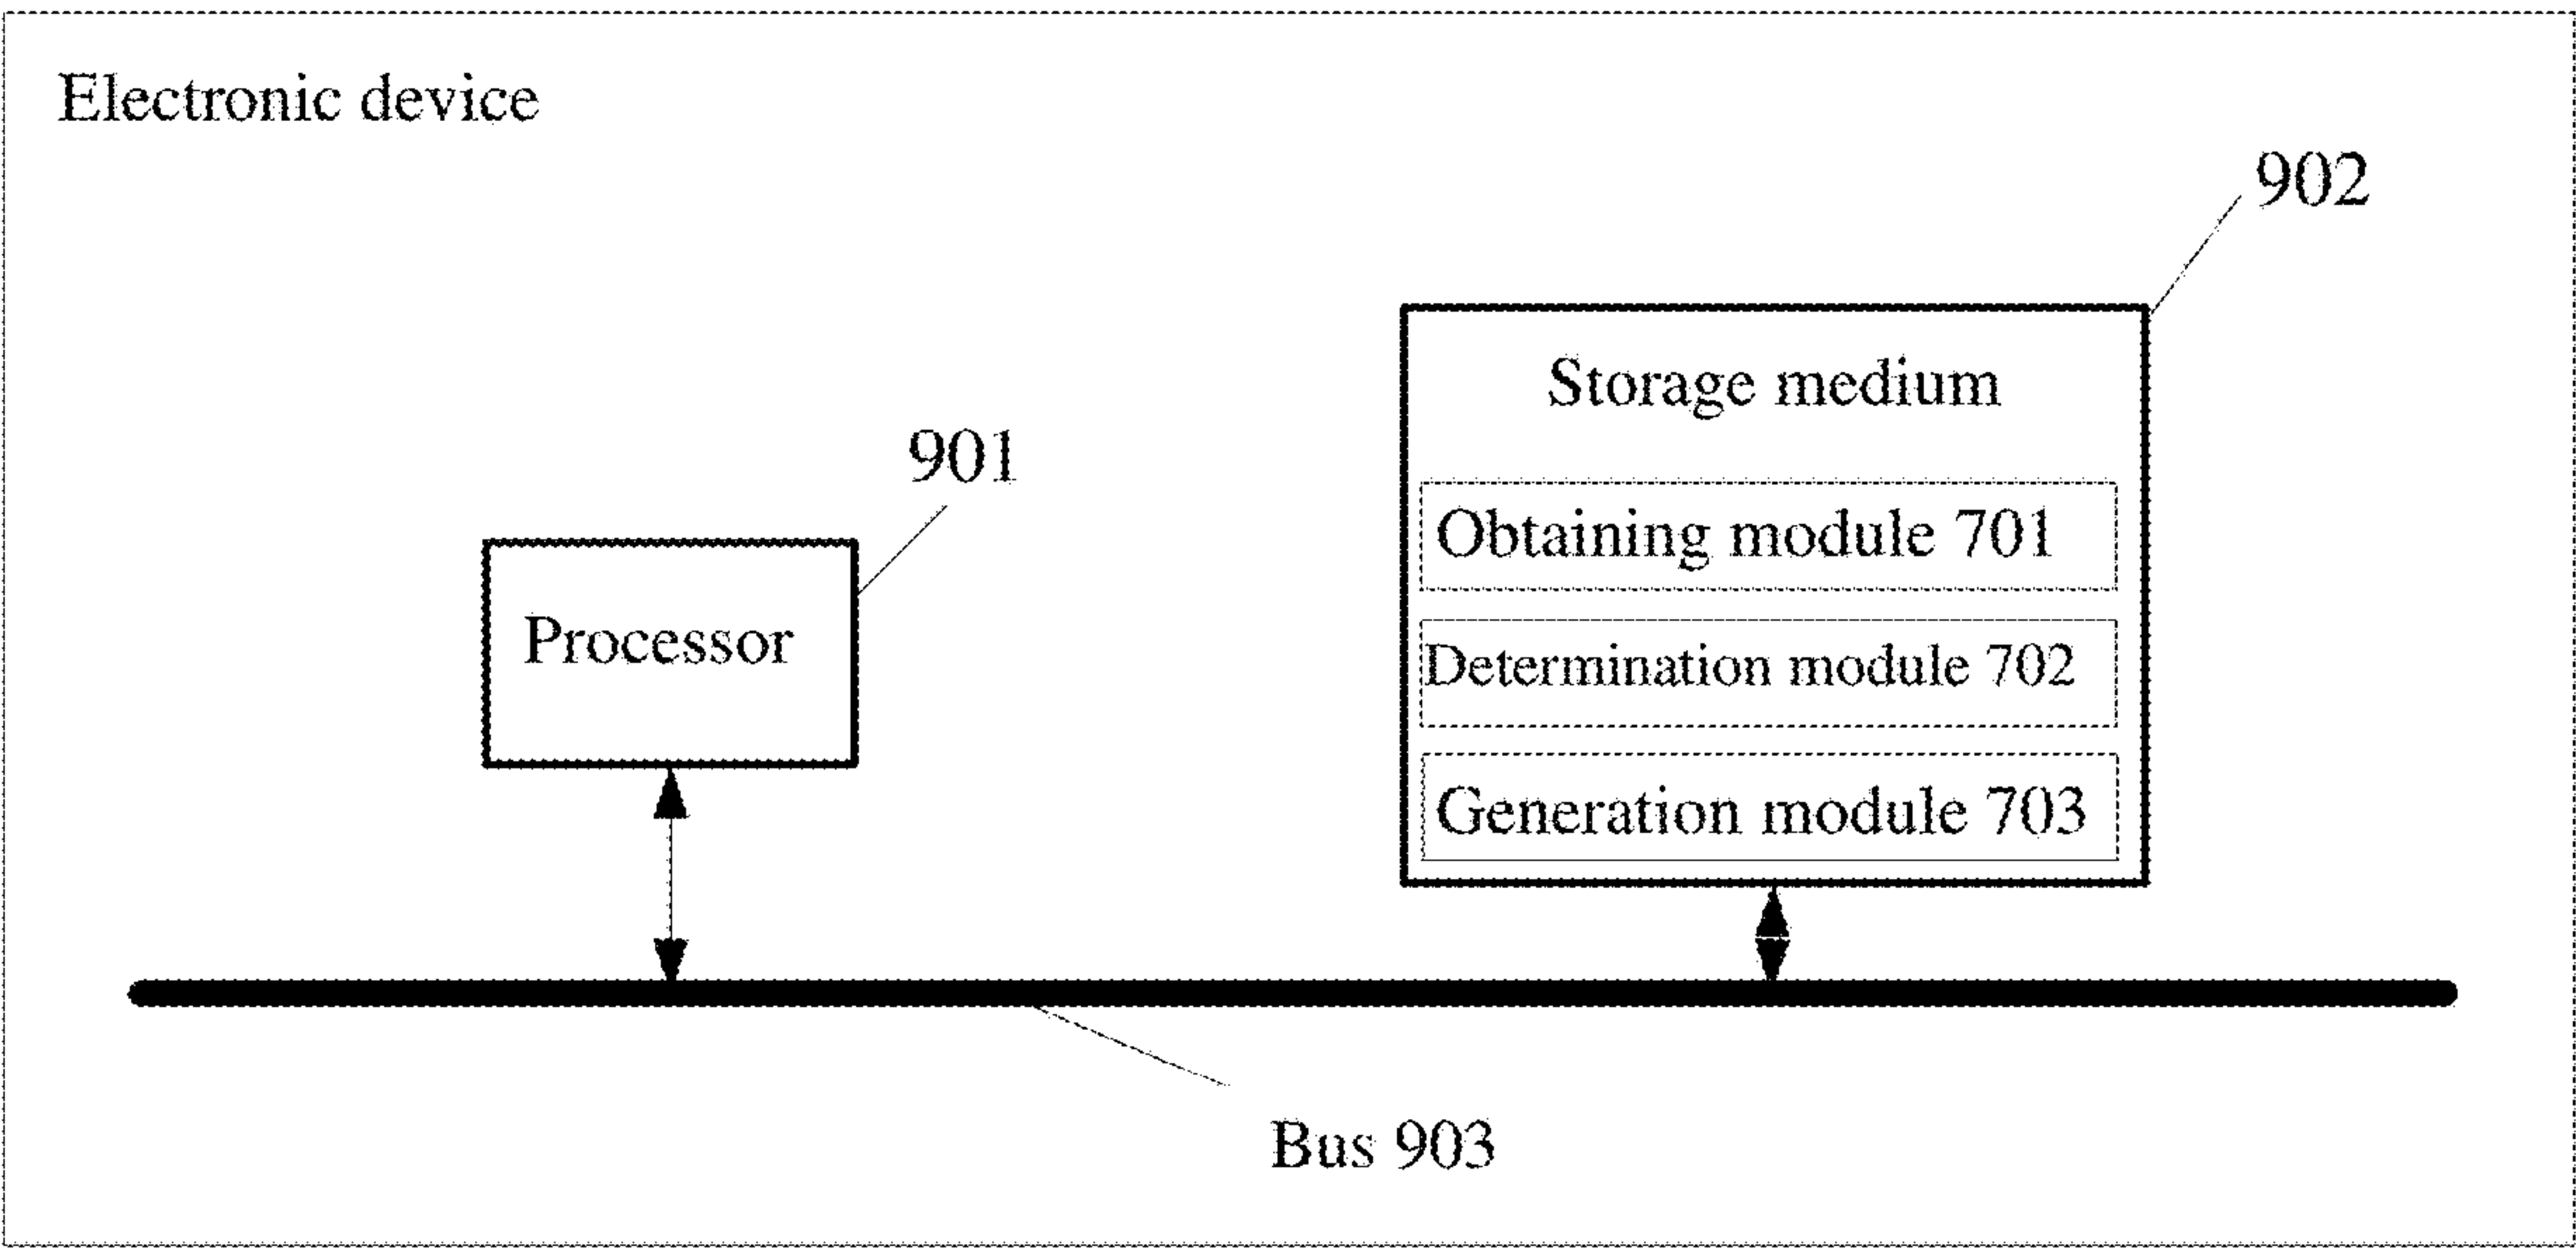 Electronic device
902
Storage medium
901
Obtaining module 701
Processor
Determination module 702
Generation module 703
Bus 903